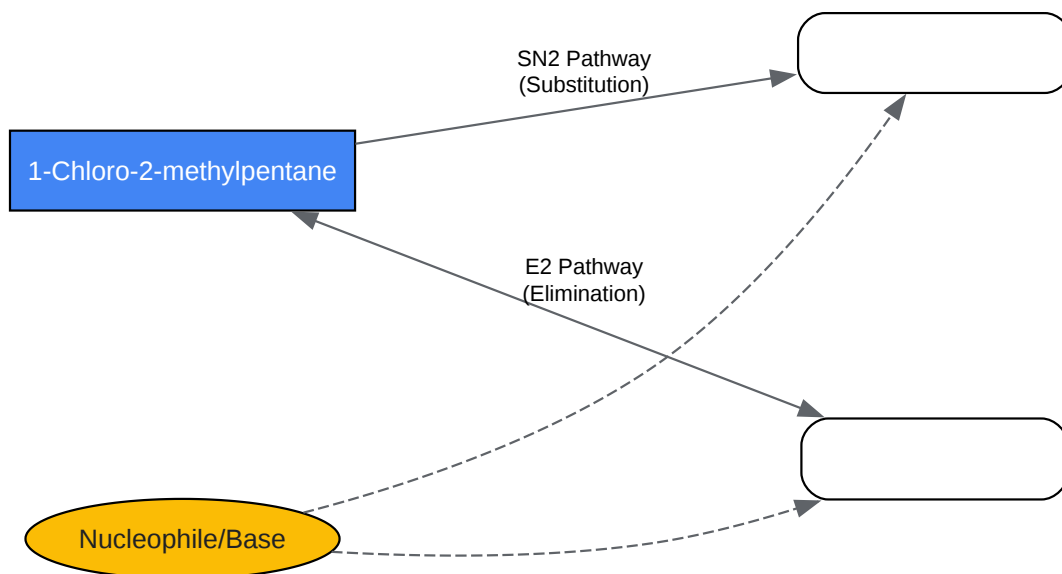 SN2 Pathway
(Substitution)
1-Chloro-2-methylpentane
E2 Pathway
(Elimination)
Nucleophile/Base